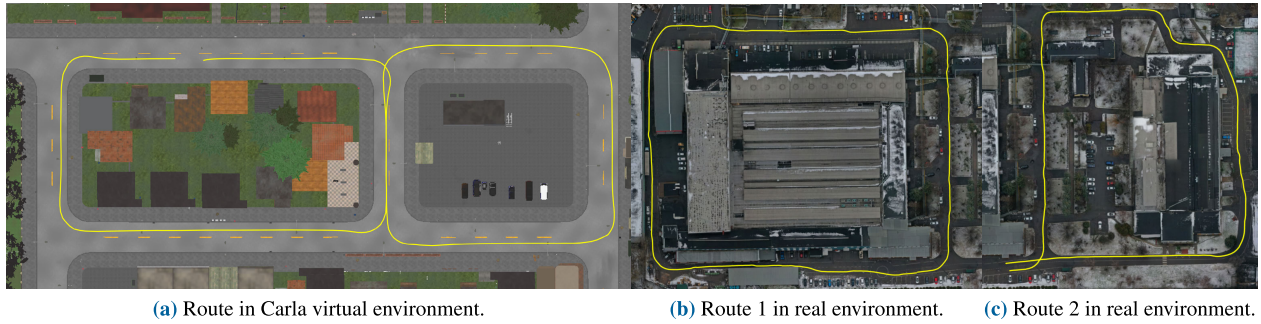 (a) Route in Carla virtual environment.
(b) Route 1 in real environment.
(c) Route 2 in real environment.